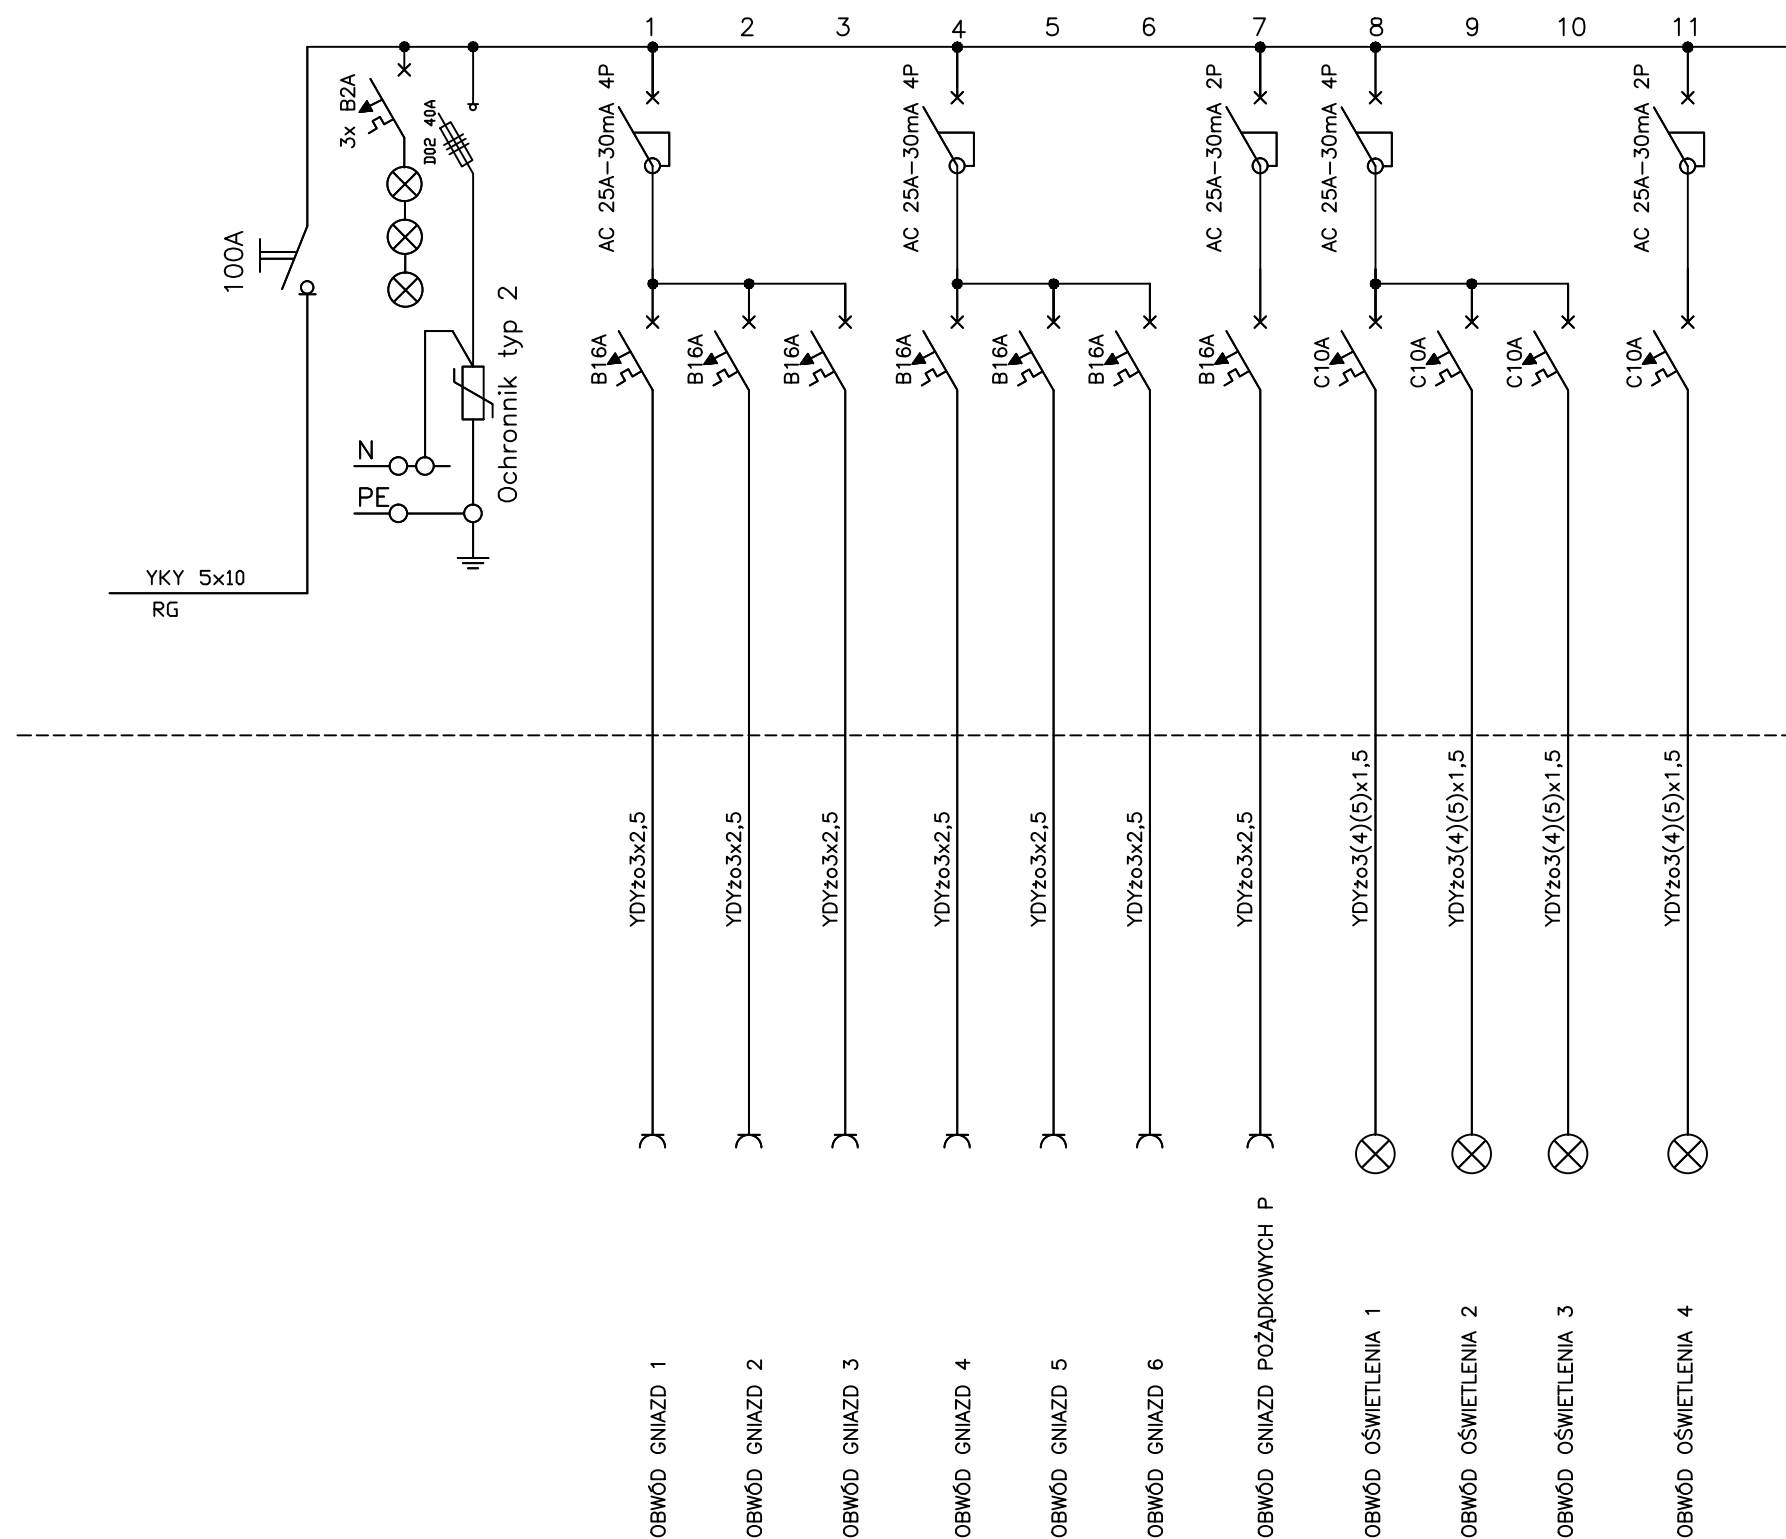 1 2 3 4 5 6 7 8 9 10 11
3x B2A
D02 40A
AC 25A-30mA 4P
AC 25A-30mA 4P
AC 25A-30mA 2P
AC 25A-30mA 4P
AC 25A-30mA 2P
100A
Ochronnik typ 2
B16A
B16A
B16A
B16A
B16A
B16A
B16A
C10A
C10A
C10A
C10A
N
PE
YKY 5x10
RG
YDYżo3x2,5
YDYżo3x2,5
YDYżo3x2,5
YDYżo3x2,5
YDYżo3x2,5
YDYżo3x2,5
YDYżo3x2,5
YDYżo3(4)(5)x1,5
YDYżo3(4)(5)x1,5
YDYżo3(4)(5)x1,5
YDYżo3(4)(5)x1,5
OBWÓD GNIAZD 1
OBWÓD GNIAZD 2
OBWÓD GNIAZD 3
OBWÓD GNIAZD 4
OBWÓD GNIAZD 5
OBWÓD GNIAZD 6
OBWÓD GNIAZD POŻĄDKOWYCH P
OBWÓD OŚWIETLENIA 1
OBWÓD OŚWIETLENIA 2
OBWÓD OŚWIETLENIA 3
OBWÓD OŚWIETLENIA 4